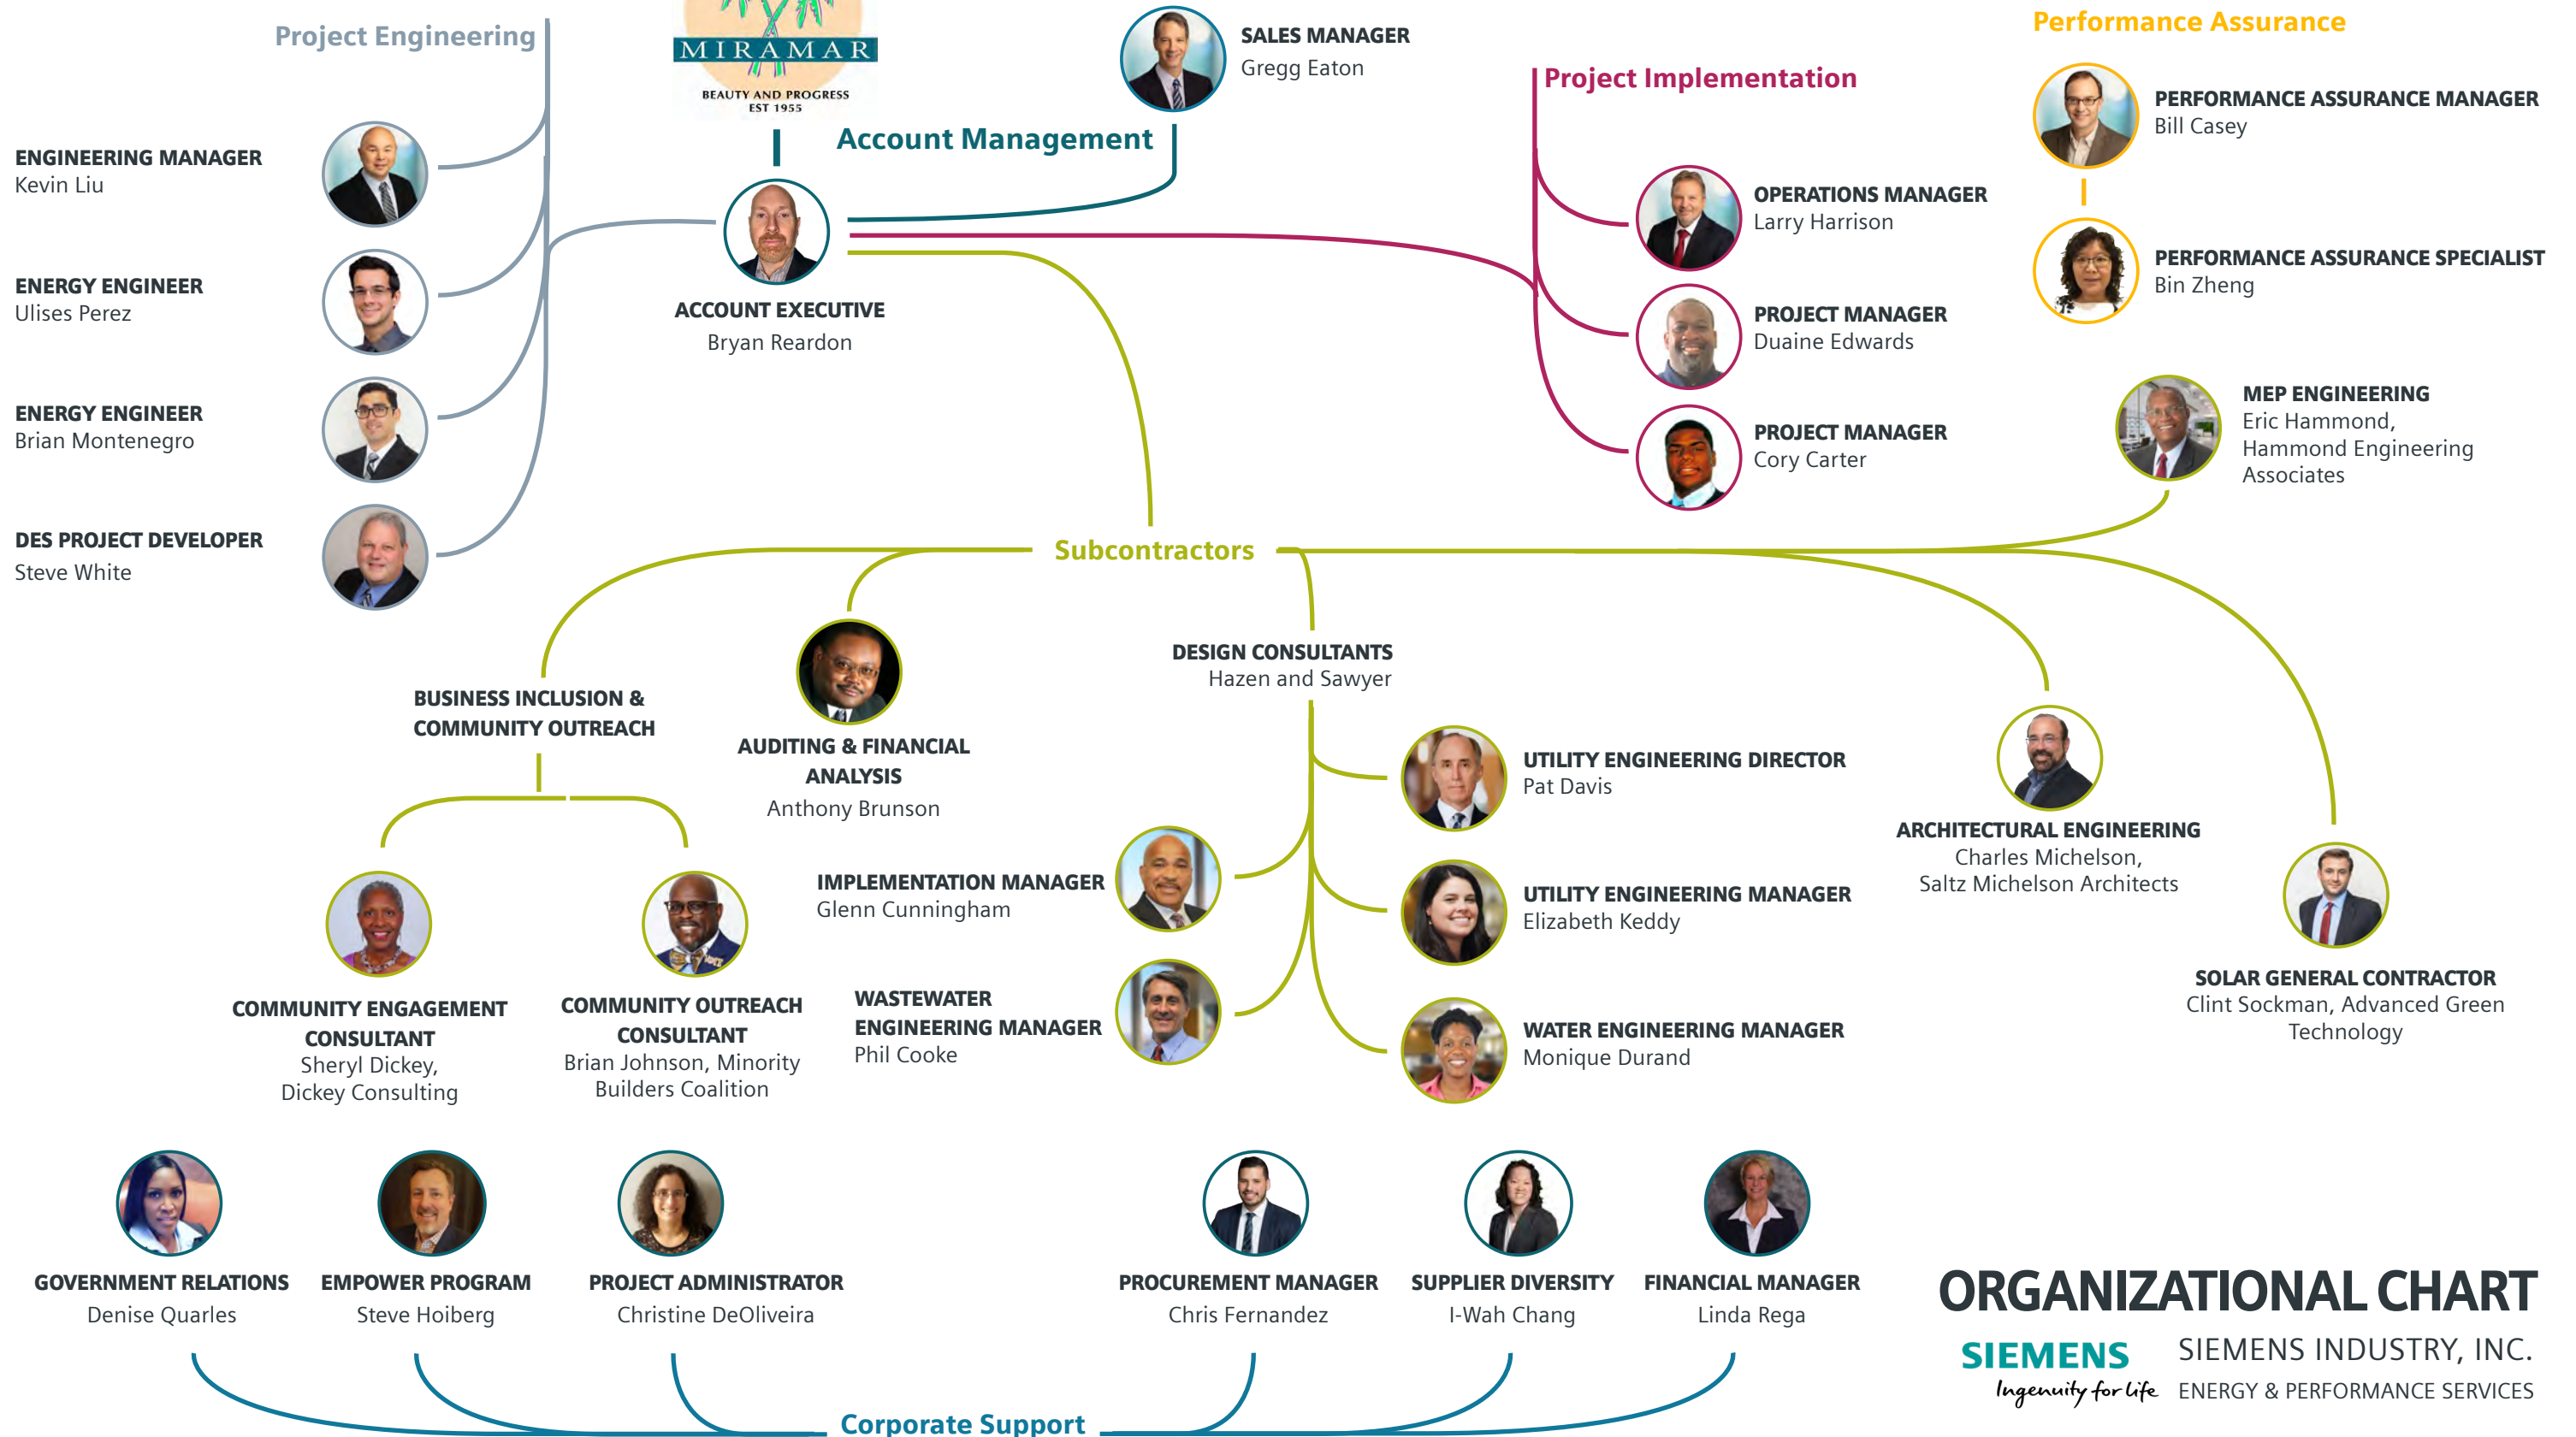 Project Engineering
MIRAMAR
BEAUTY AND PROGRESS
EST 1955
SALES MANAGER
Gregg Eaton
Account Management
Project Implementation
Performance Assurance
PERFORMANCE ASSURANCE MANAGER
Bill Casey
PERFORMANCE ASSURANCE SPECIALIST
Bin Zheng
ENGINEERING MANAGER
Kevin Liu
ENERGY ENGINEER
Ulises Perez
ENERGY ENGINEER
Brian Montenegro
DES PROJECT DEVELOPER
Steve White
ACCOUNT EXECUTIVE
Bryan Reardon
OPERATIONS MANAGER
Larry Harrison
PROJECT MANAGER
Duaine Edwards
PROJECT MANAGER
Cory Carter
MEP ENGINEERING
Eric Hammond,
Hammond Engineering
Associates
Subcontractors
BUSINESS INCLUSION &
COMMUNITY OUTREACH
AUDITING & FINANCIAL
ANALYSIS
Anthony Brunson
DESIGN CONSULTANTS
Hazen and Sawyer
UTILITY ENGINEERING DIRECTOR
Pat Davis
IMPLEMENTATION MANAGER
Glenn Cunningham
UTILITY ENGINEERING MANAGER
Elizabeth Keddy
WASTEWATER
ENGINEERING MANAGER
Phil Cooke
WATER ENGINEERING MANAGER
Monique Durand
ARCHITECTURAL ENGINEERING
Charles Michelson,
Saltz Michelson Architects
SOLAR GENERAL CONTRACTOR
Clint Sockman, Advanced Green
Technology
COMMUNITY ENGAGEMENT
CONSULTANT
Sheryl Dickey,
Dickey Consulting
COMMUNITY OUTREACH
CONSULTANT
Brian Johnson, Minority
Builders Coalition
GOVERNMENT RELATIONS
Denise Quarles
EMPOWER PROGRAM
Steve Hoiberg
PROJECT ADMINISTRATOR
Christine DeOliveira
PROCUREMENT MANAGER
Chris Fernandez
SUPPLIER DIVERSITY
I-Wah Chang
FINANCIAL MANAGER
Linda Rega
Corporate Support
ORGANIZATIONAL CHART
SIEMENS
Ingenuity for life
SIEMENS INDUSTRY, INC.
ENERGY & PERFORMANCE SERVICES